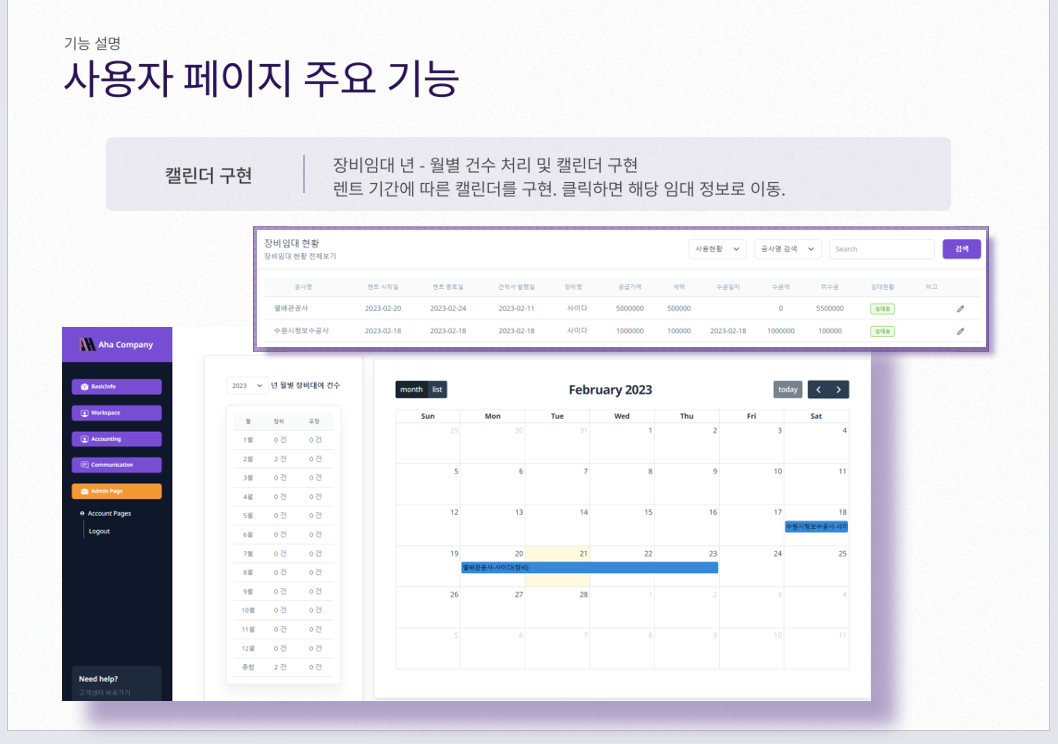 기능 설명
사용자 페이지 주요 기능
캘린더 구현
장비임대 년 - 월별 건수 처리 및 캘린더 구현
렌트 기간에 따른 캘린더를 구현. 클릭하면 해당 임대 정보로 이동.
장비임대 현황
장비임대 현황 전체보기
사용현황 공사명 검색 Search 검색
공사명 렌트 시작일 렌트 종료일 건적서 발행일 장비명 공급가액 세액 수금일자 수금액 미수금 임대현황 비고
열배관공사 2023-02-20 2023-02-24 2023-02-11 사이다 5000000 500000 0 5500000 임대중
수원시청보수공사 2023-02-18 2023-02-18 2023-02-18 사이다 1000000 100000 2023-02-18 1000000 100000 임대중
Aha Company
BasicInfo
Workspace
Accounting
Communication
Admin Page
Account Pages
Logout
Need help?
고객센터 바로가기
2023 년 월별 장비대여 건수
월 장비
1월 0 건 0 건
2월 2 건 0 건
3월 0 건 0 건
4월 0 건 0 건
5월 0 건 0 건
6월 0 건 0 건
7월 0 건 0 건
8월 0 건 0 건
9월 0 건 0 건
10월 0 건 0 건
11월 0 건 0 건
12월 0 건 0 건
종합 2 건 0 건
month list February 2023 today
Sun Mon Tue Wed Thu Fri Sat
29 30 31 1 2 3 4
5 6 7 8 9 10 11
12 13 14 15 16 17 18
수원시청보수공사-사이
19 20 21 22 23 24 25
열배관공사-사이다(장비)
26 27 28 1 2 3 4
5 6 7 8 9 10 11